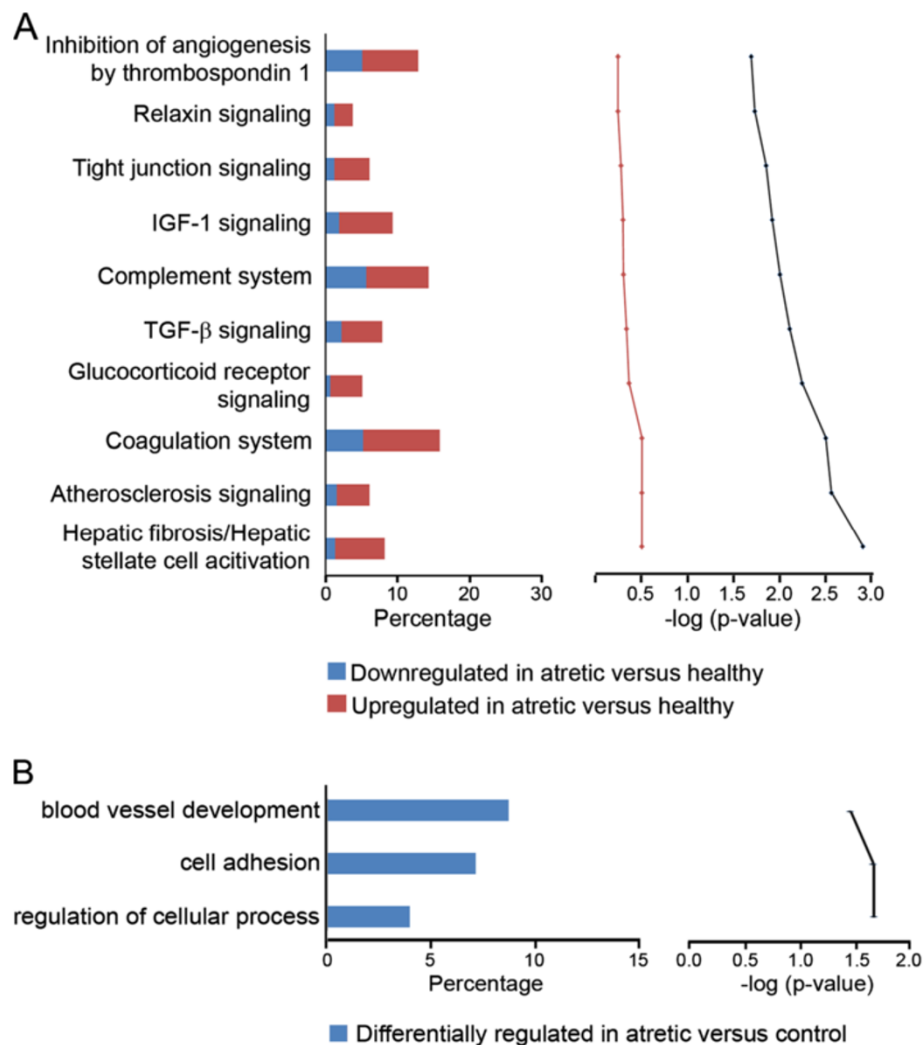 A
Inhibition of angiogenesis
by thrombospondin 1
Relaxin signaling
Tight junction signaling
IGF-1 signaling
Complement system
TGF-β signaling
Glucocorticoid receptor
signaling
Coagulation system
Atherosclerosis signaling
Hepatic fibrosis/Hepatic
stellate cell acitivation
0 10 20 30
Percentage
0.5 1.0 1.5 2.0 2.5 3.0
-log (p-value)
Downregulated in atretic versus healthy
Upregulated in atretic versus healthy
B
blood vessel development
cell adhesion
regulation of cellular process
0 5 10 15
Percentage
0.0 0.5 1.0 1.5 2.0
-log (p-value)
Differentially regulated in atretic versus control